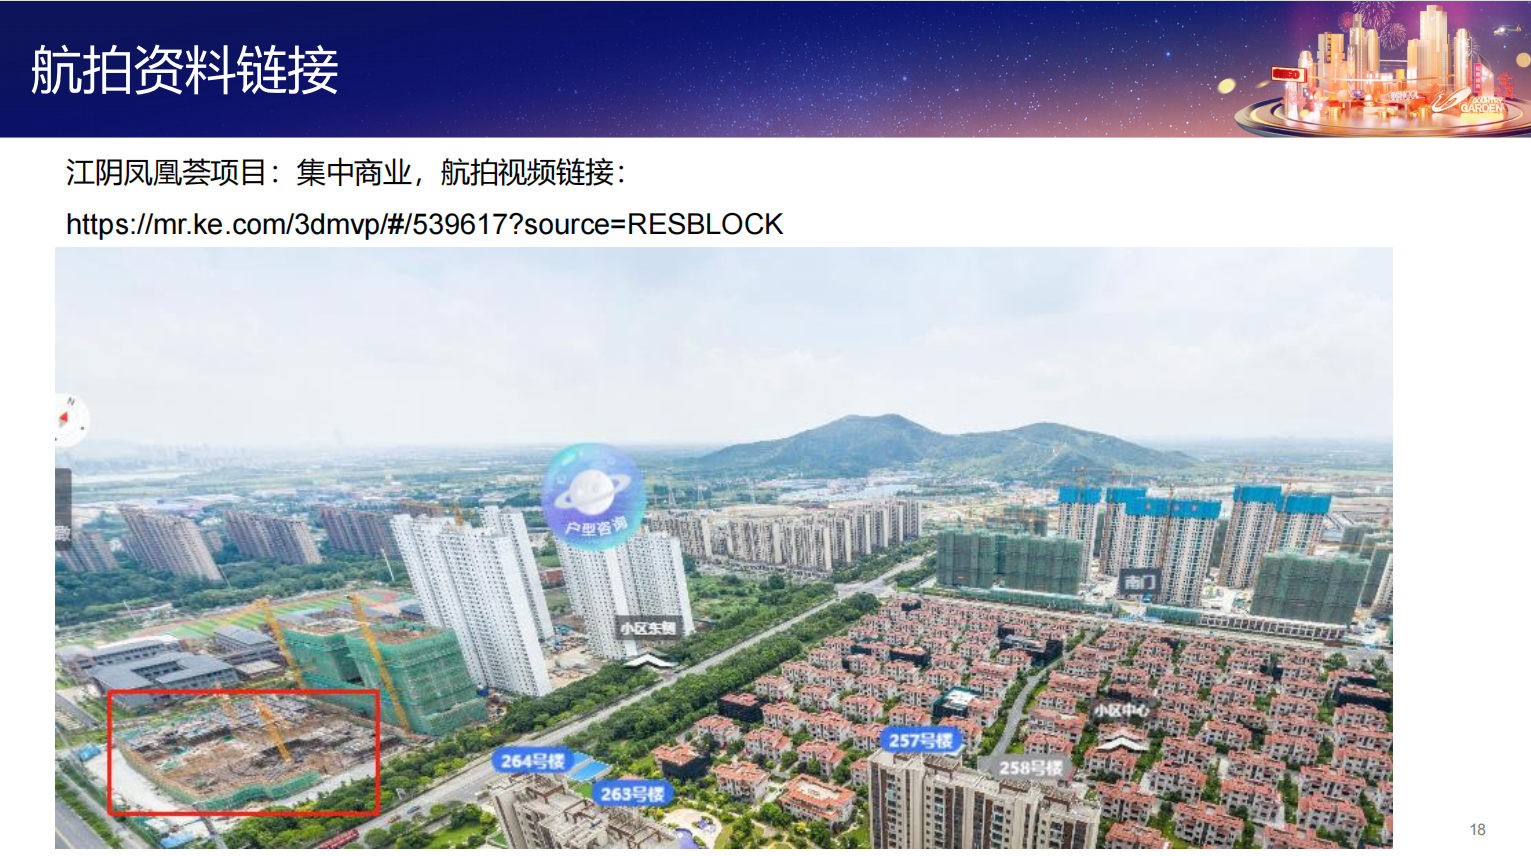 航拍资料链接
SCHOOL
COUNTRY
GARDEN
江阴凤凰荟项目：集中商业，航拍视频链接：
https://mr.ke.com/3dmvp/#/539617?source=RESBLOCK
N
户型咨询
南门
小区东侧
小区中心
257号楼
264号楼
258号楼
263号楼
18